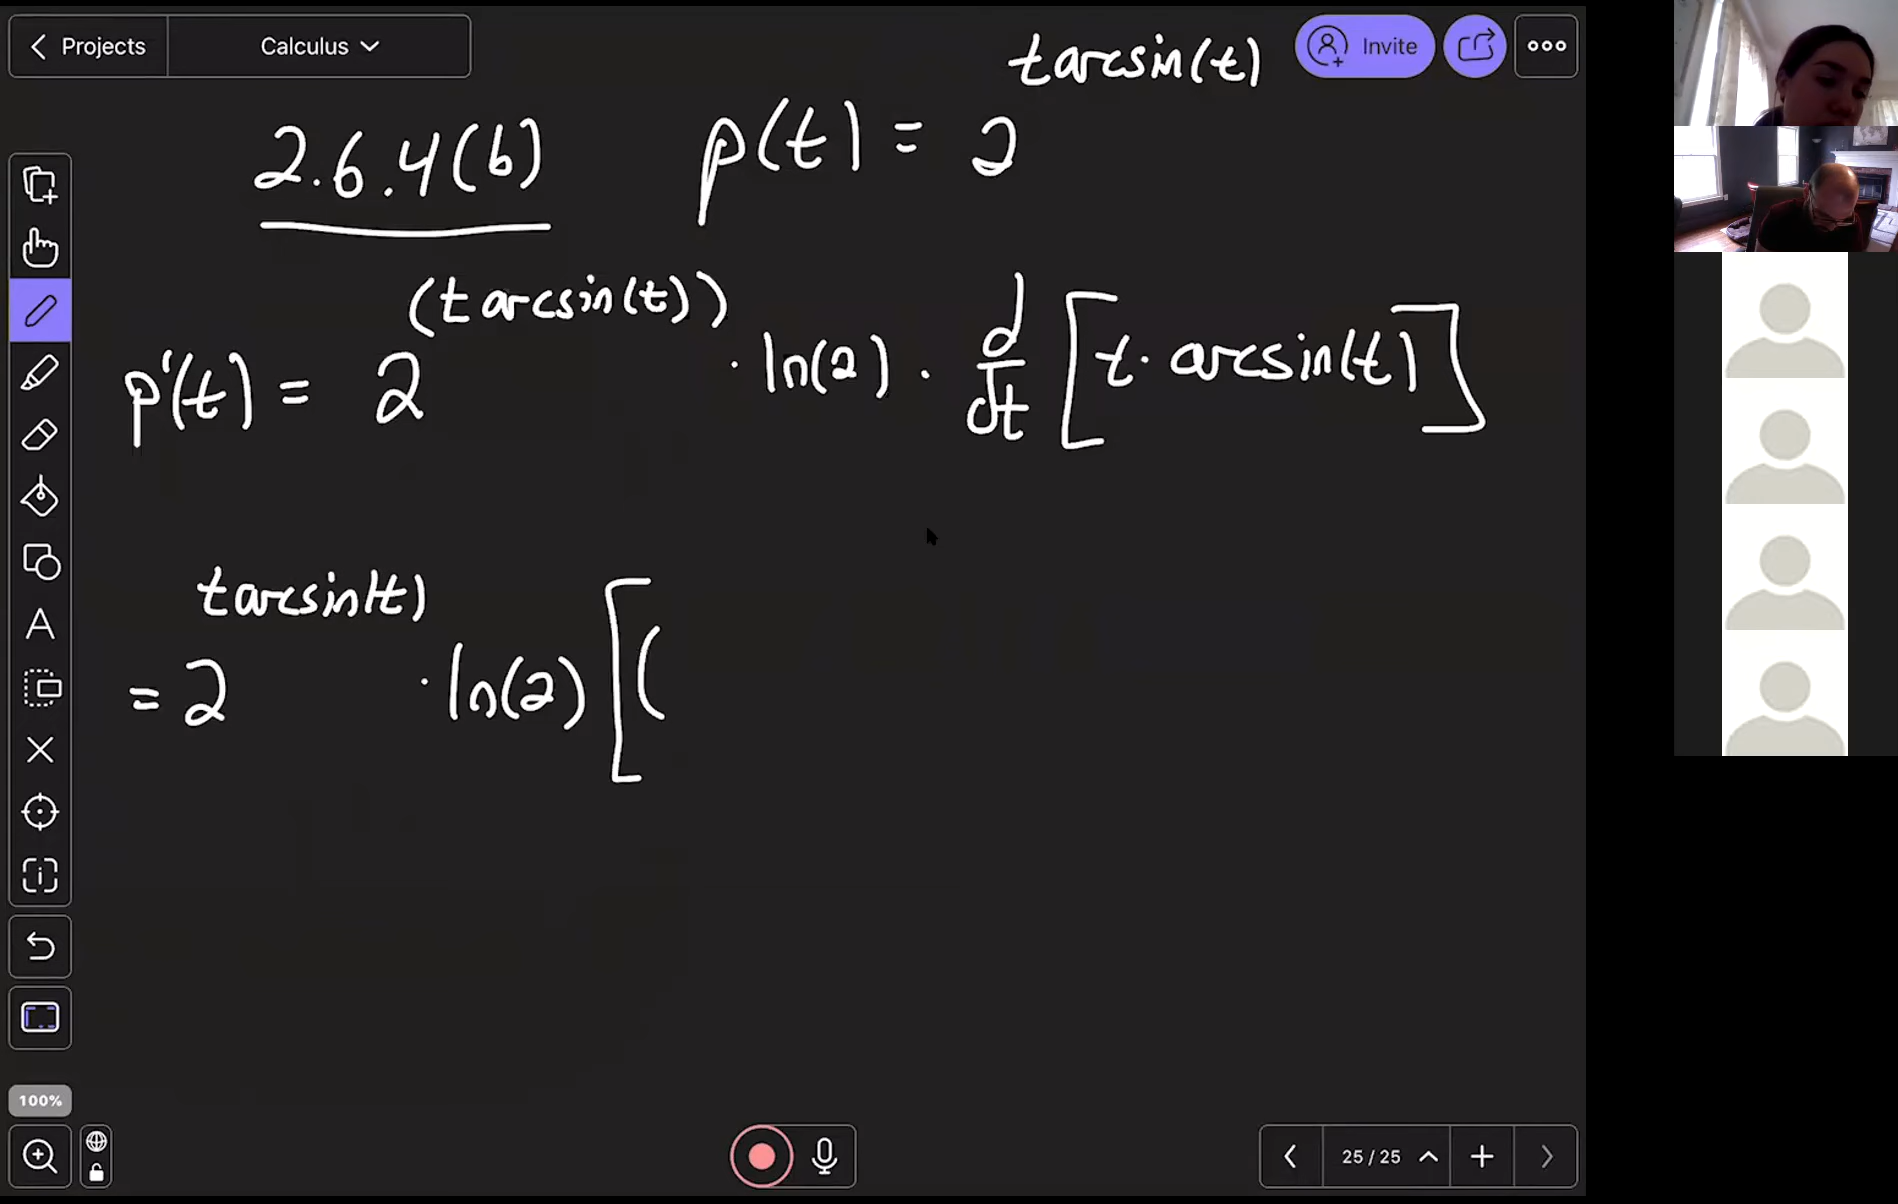 Projects
Calculus
Invite
2.6.4(b)
p(t) = 2^tarcsin(t)
p'(t) = 2^(t arcsin(t)) · ln(2) · d/dt [t · arcsin(t)]
= 2^tarcsin(t) · ln(2) [(
A
100%
25/25